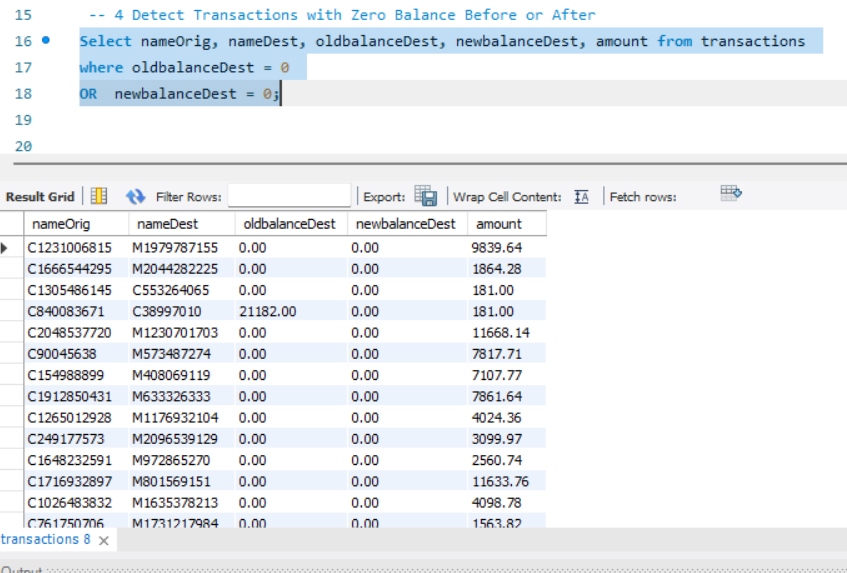 15 -- 4 Detect Transactions with Zero Balance Before or After
16 Select nameOrig, nameDest, oldbalanceDest, newbalanceDest, amount from transactions
17 where oldbalanceDest = 0
18 OR newbalanceDest = 0;
19
20
Result Grid Filter Rows: Export: Wrap Cell Content: Fetch rows:
nameOrig nameDest oldbalanceDest newbalanceDest amount
C1231006815 M1979787155 0.00 0.00 9839.64
C1666544295 M2044282225 0.00 0.00 1864.28
C1305486145 C553264065 0.00 0.00 181.00
C840083671 C38997010 21182.00 0.00 181.00
C2048537720 M1230701703 0.00 0.00 11668.14
C90045638 M573487274 0.00 0.00 7817.71
C154988899 M408069119 0.00 0.00 7107.77
C1912850431 M633326333 0.00 0.00 7861.64
C1265012928 M1176932104 0.00 0.00 4024.36
C249177573 M2096539129 0.00 0.00 3099.97
C1648232591 M972865270 0.00 0.00 2560.74
C1716932897 M801569151 0.00 0.00 11633.76
C1026483832 M1635378213 0.00 0.00 4098.78
C761750706 M1731217984 0.00 0.00 1563.82
transactions 8
Output